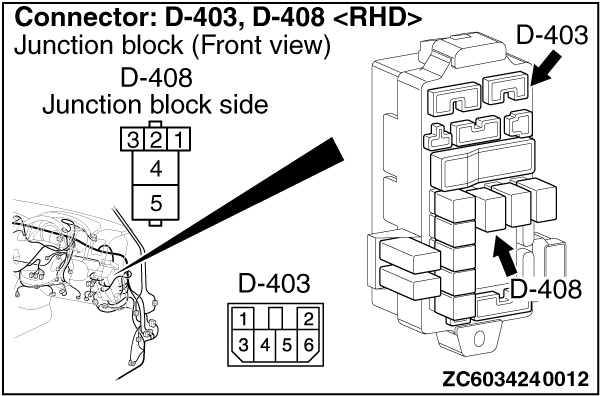 Connector: D-403, D-408 <RHD>
Junction block (Front view)
D-408
Junction block side
3 2 1
4
5
D-403
D-408
D-403
1 2
3 4 5 6
ZC6034240012